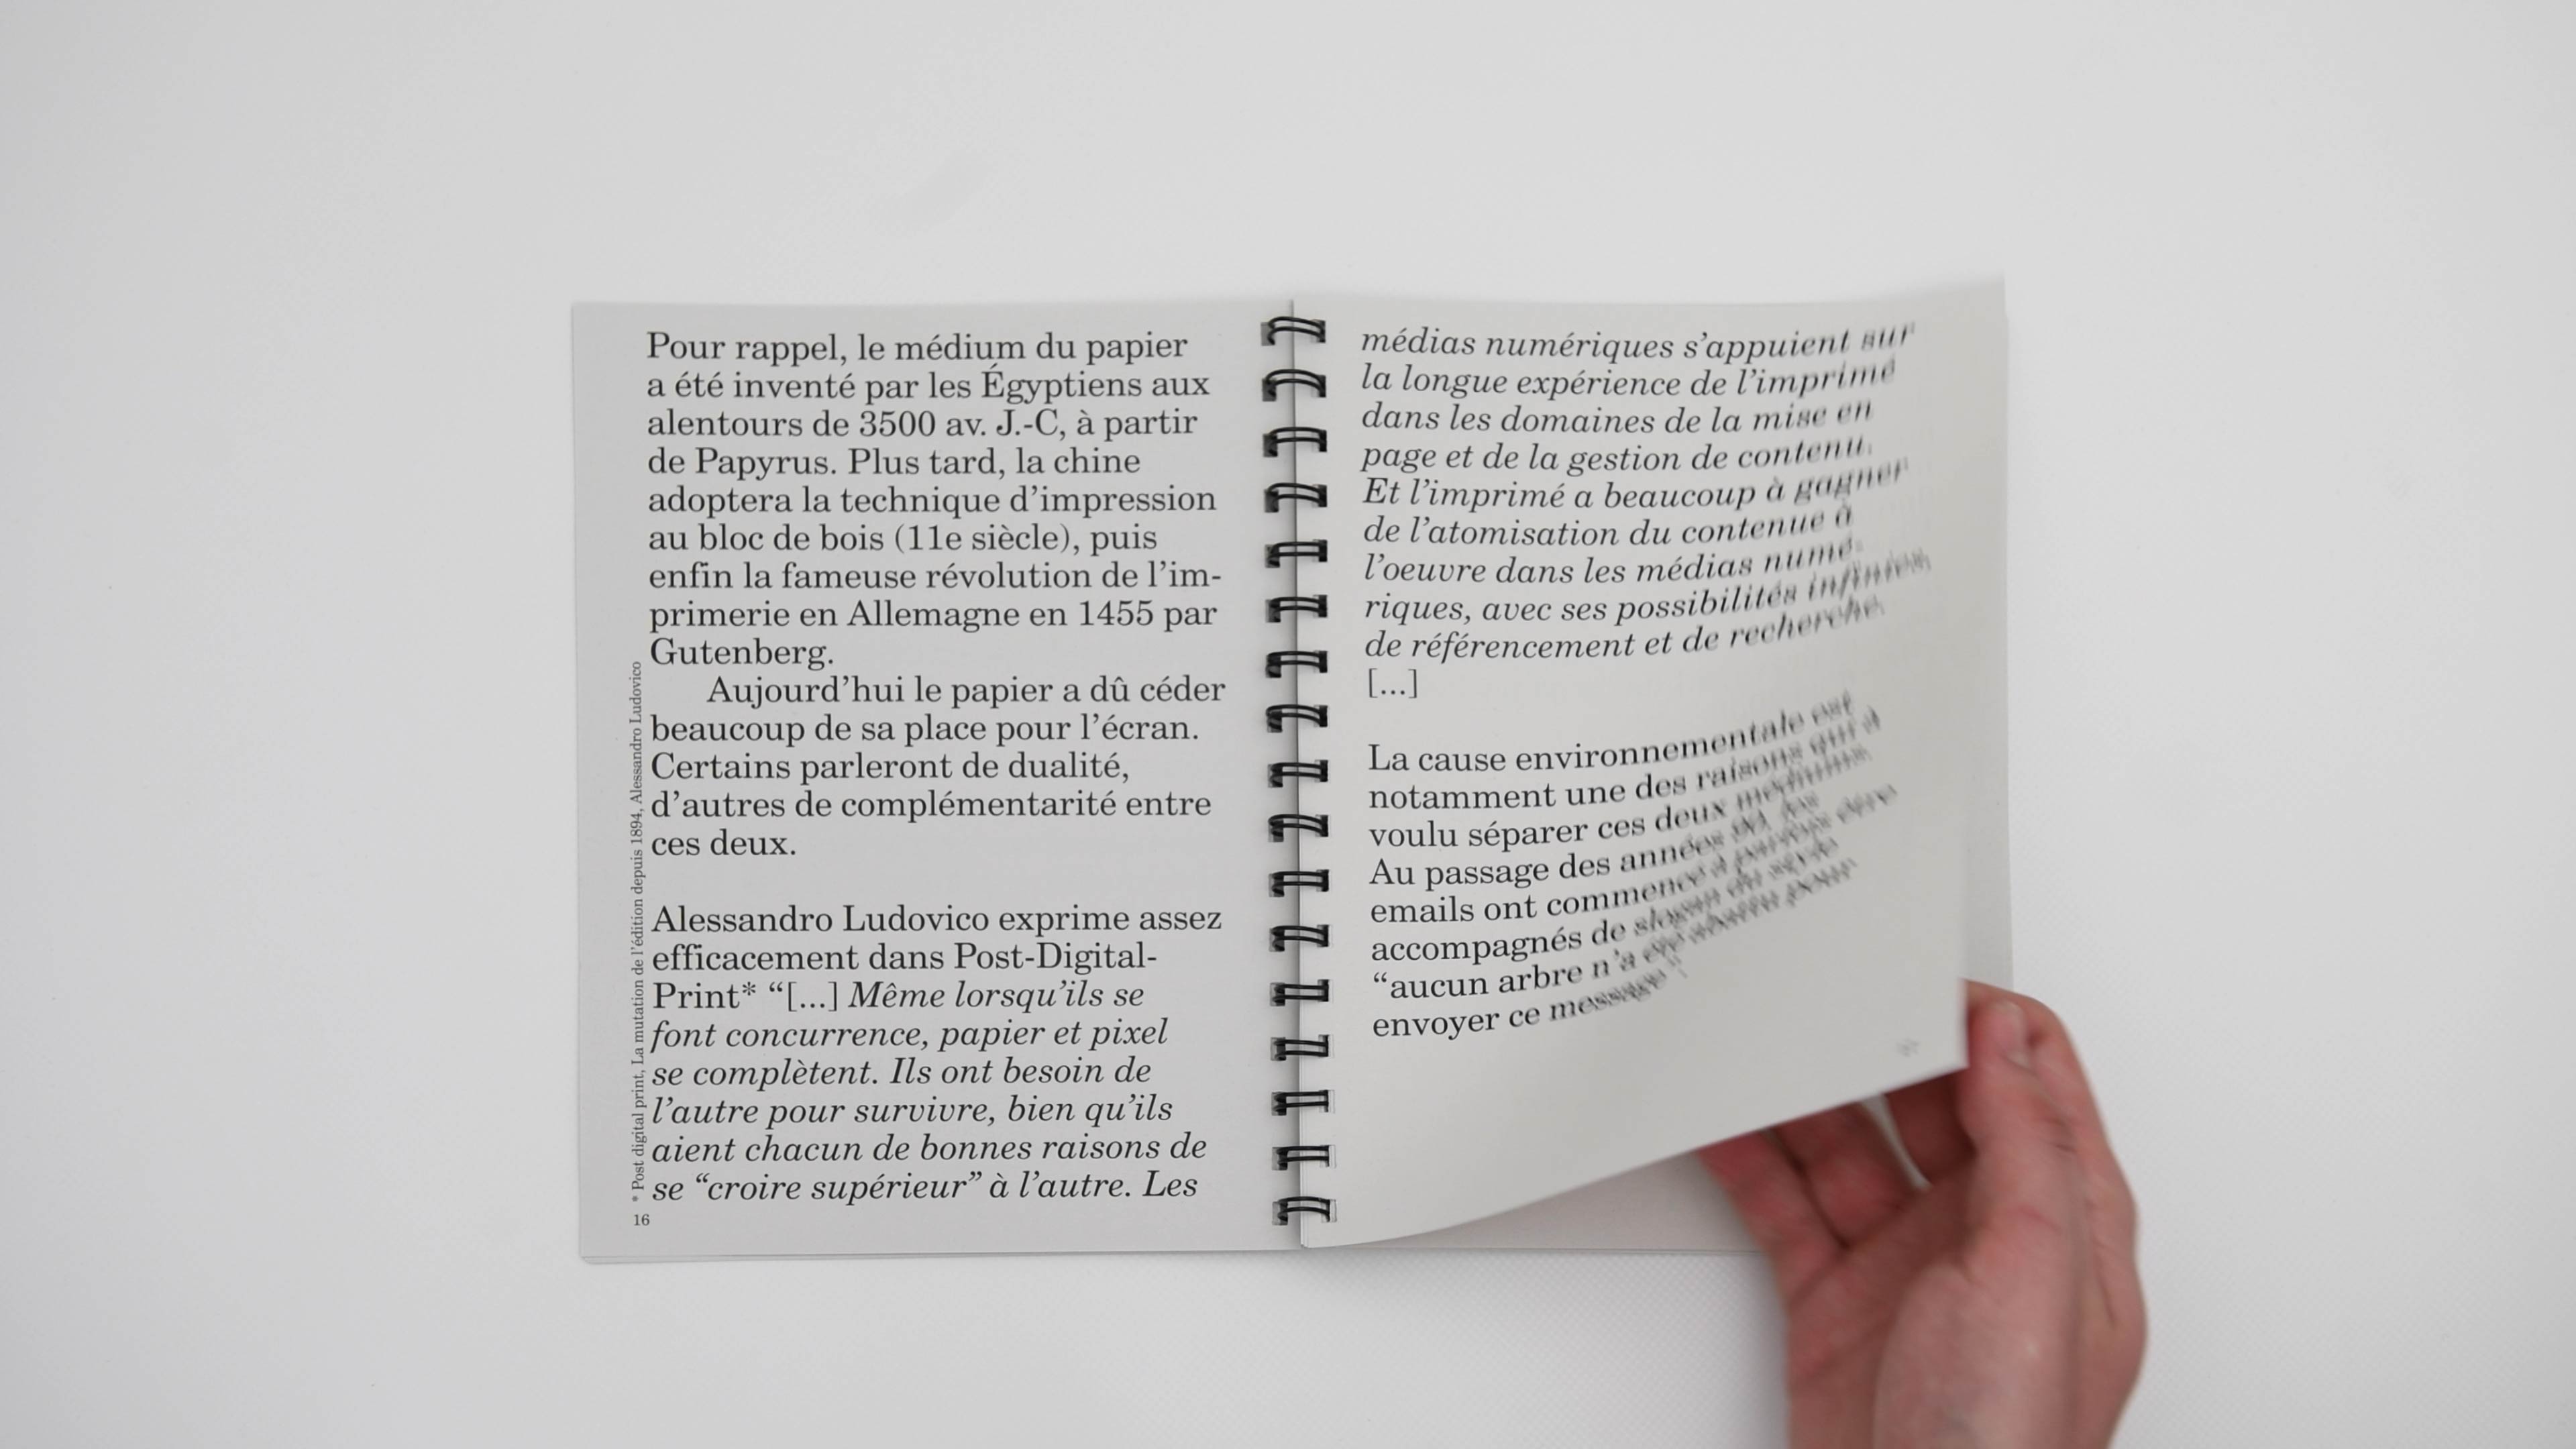 Pour rappel, le médium du papier
a été inventé par les Égyptiens aux
alentours de 3500 av. J.-C, à partir
de Papyrus. Plus tard, la chine
adoptera la technique d’impression
au bloc de bois (11e siècle), puis
enfin la fameuse révolution de l’im-
primerie en Allemagne en 1455 par
Gutenberg.
Aujourd’hui le papier a dû céder
beaucoup de sa place pour l’écran.
Certains parleront de dualité,
d’autres de complémentarité entre
ces deux.
Alessandro Ludovico exprime assez
efficacement dans Post-Digital-
Print* “[...] Même lorsqu’ils se
font concurrence, papier et pixel
se complètent. Ils ont besoin de
l’autre pour survivre, bien qu’ils
aient chacun de bonnes raisons de
se “croire supérieur” à l’autre. Les
* Post digital print, La mutation de l’édition depuis 1894, Alessandro Ludovico
16
médias numériques s’appuient sur
la longue expérience de l’imprimé
dans les domaines de la mise en
page et de la gestion de contenu.
Et l’imprimé a beaucoup à gagner
de l’atomisation du contenue à
l’oeuvre dans les médias numé-
riques, avec ses possibilités infinies
de référencement et de recherche.
[...]
La cause environnementale est
notamment une des raisons qui a
voulu séparer ces deux médiums.
Au passage des années
emails ont commencé à
accompagnés de slogan du
“aucun arbre n’a
envoyer ce message”